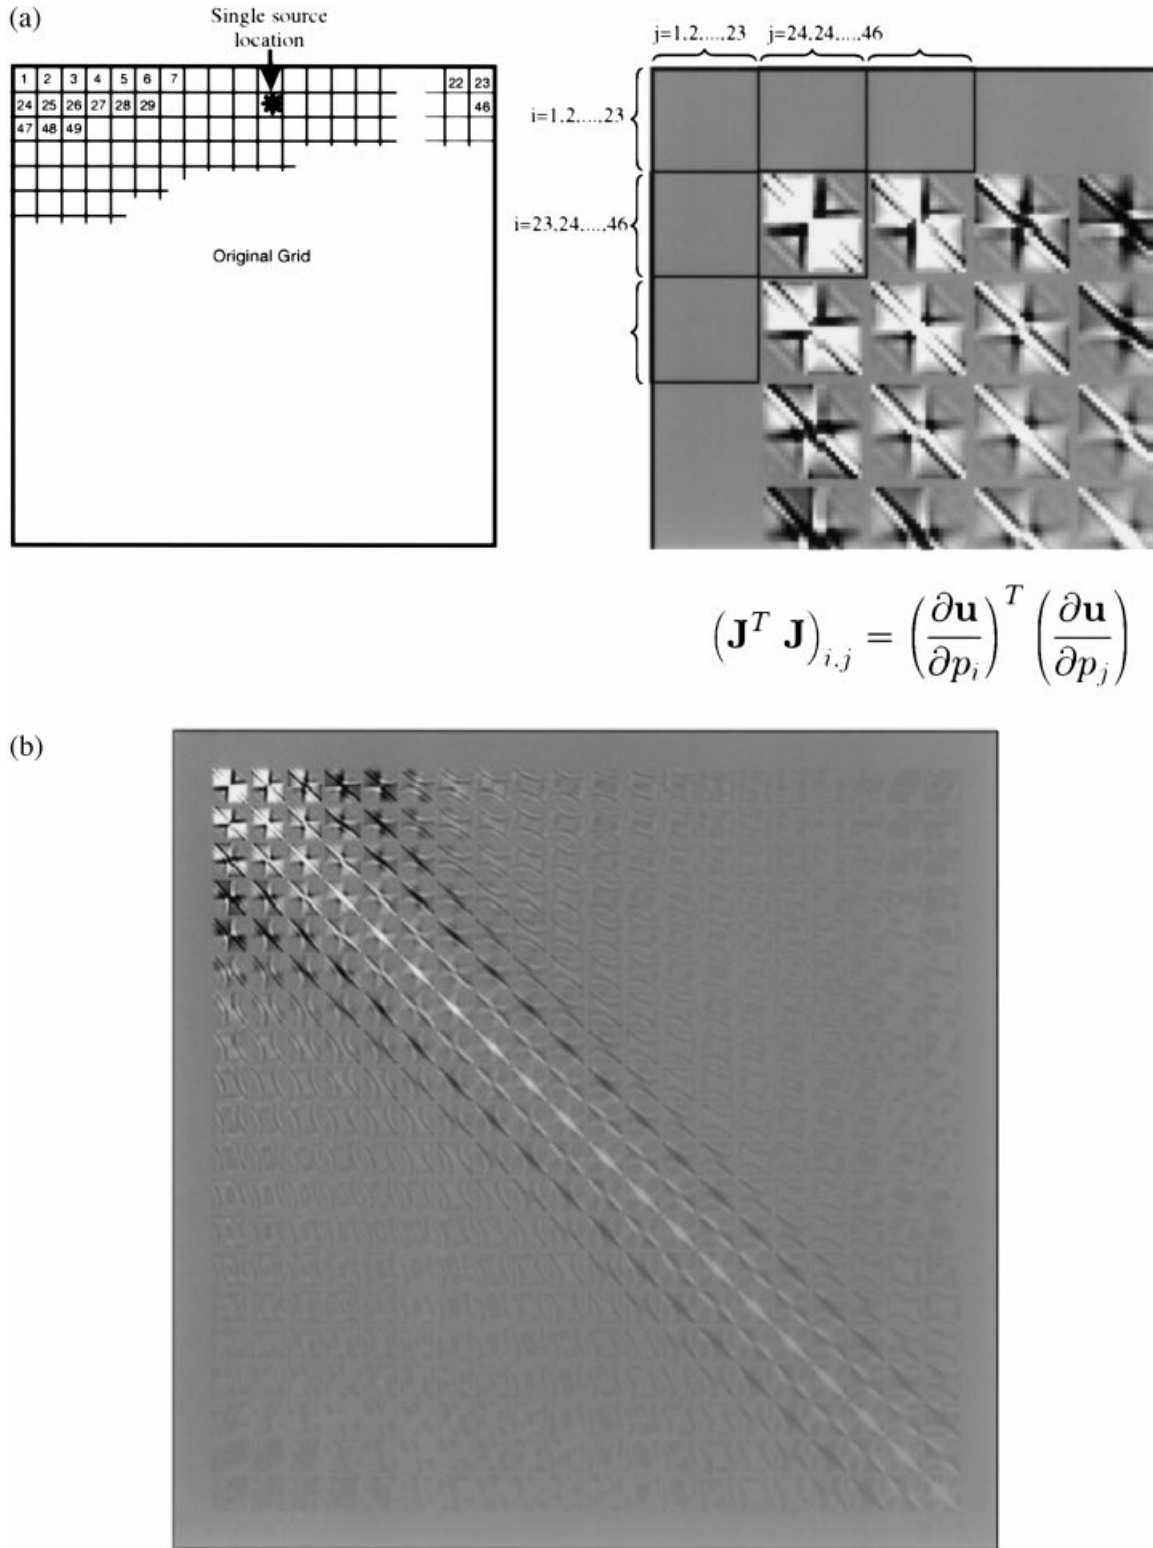 (a)
Single source
location
1 2 3 4 5 6 7 22 23
24 25 26 27 28 29 46
47 48 49
Original Grid
j=1,2,...,23 j=24,24,...,46
i=1,2,...,23
i=23,24,...,46
(J^T J)_{i,j} = (∂u/∂p_i)^T (∂u/∂p_j)
(b)